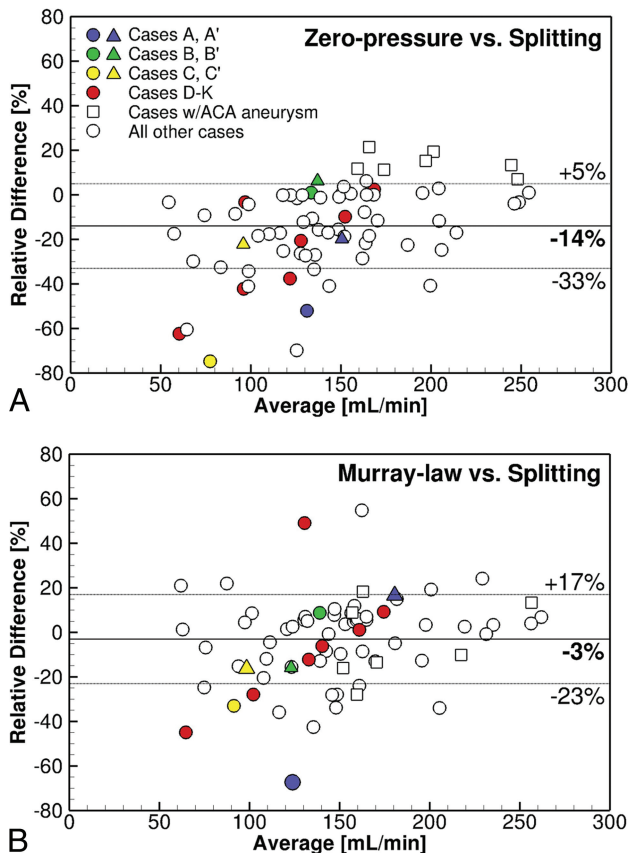 Zero-pressure vs. Splitting
Cases A, A'
Cases B, B'
Cases C, C'
Cases D-K
Cases w/ACA aneurysm
All other cases
80
60
40
20
0
-20
-40
-60
-80
Relative Difference [%]
+5%
-14%
-33%
0
50
100
150
200
250
300
Average [mL/min]
A
Murray-law vs. Splitting
80
60
40
20
0
-20
-40
-60
-80
Relative Difference [%]
+17%
-3%
-23%
0
50
100
150
200
250
300
Average [mL/min]
B